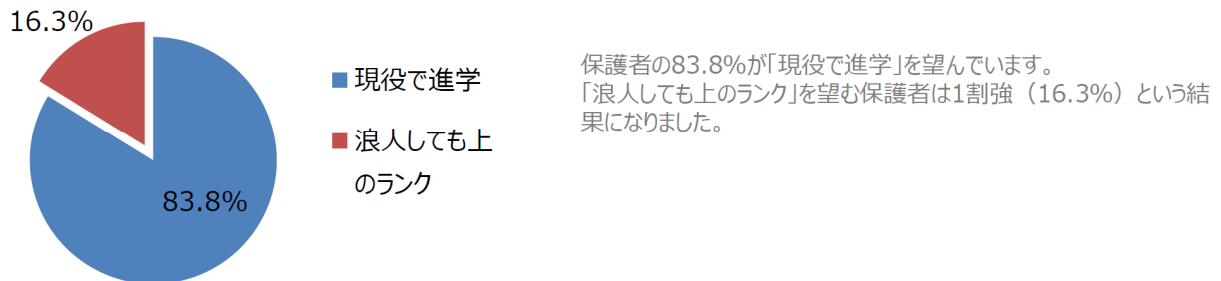 16.3%
83.8%
現役で進学
浪人しても上
のランク
保護者の83.8%が「現役で進学」を望んでいます。
「浪人しても上のランク」を望む保護者は1割強（16.3%）という結
果になりました。